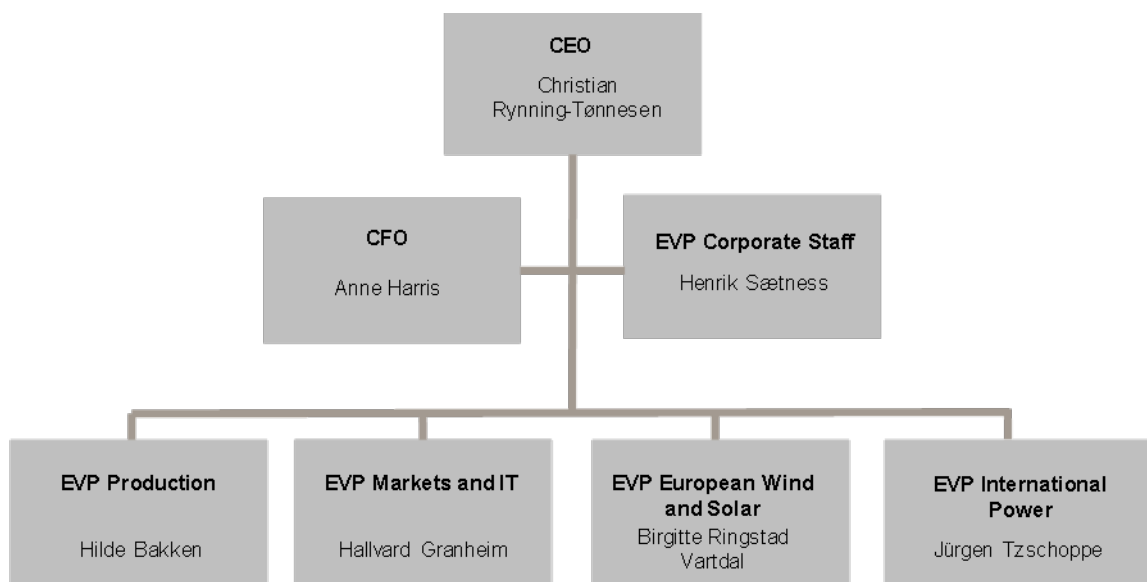 CEO
Christian
Rynning-Tønnesen
CFO
Anne Harris
EVP Corporate Staff
Henrik Sætness
EVP Production
Hilde Bakken
EVP Markets and IT
Hallvard Granheim
EVP European Wind
and Solar
Birgitte Ringstad
Vartdal
EVP International
Power
Jürgen Tzschoppe